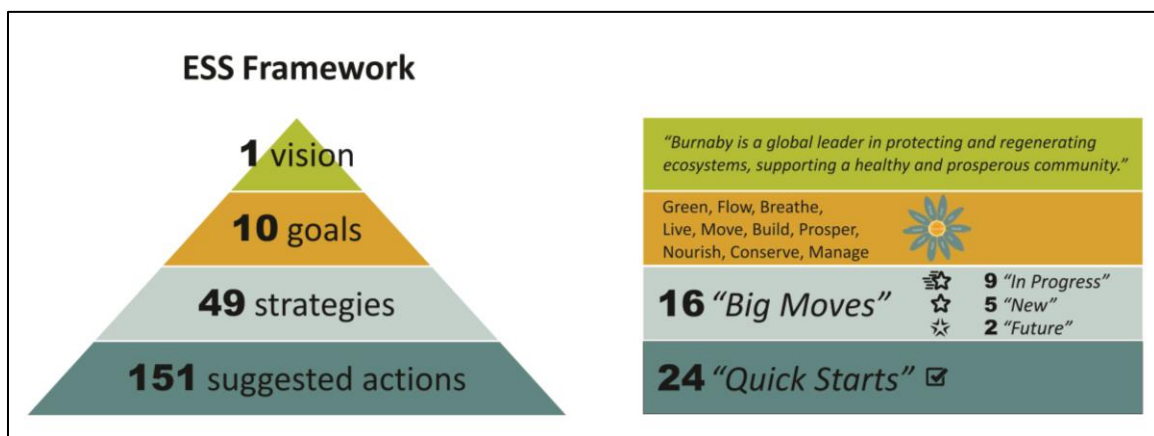 ESS Framework
1 vision
10 goals
49 strategies
151 suggested actions
“Burnaby is a global leader in protecting and regenerating
ecosystems, supporting a healthy and prosperous community.”
Green, Flow, Breathe,
Live, Move, Build, Prosper,
Nourish, Conserve, Manage
16 “Big Moves”
9 “In Progress”
5 “New”
2 “Future”
24 “Quick Starts”